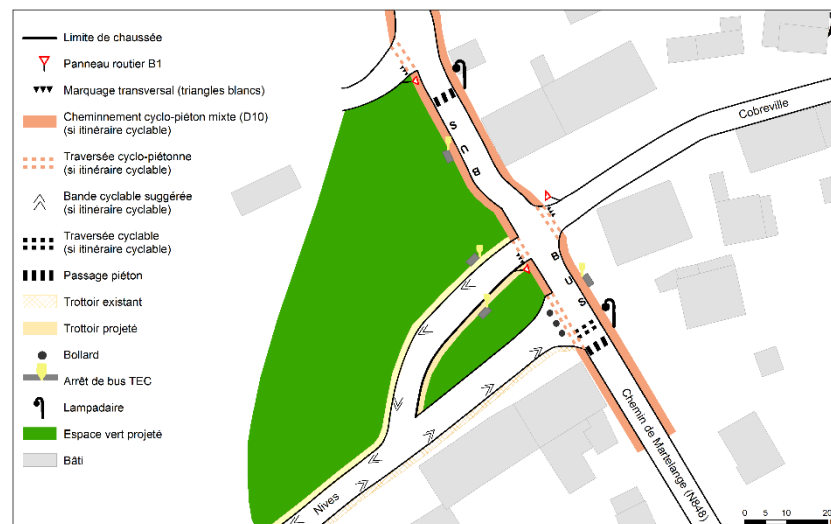 Limite de chaussée
Panneau routier B1
Marquage transversal (triangles blancs)
Cheminnement cyclo-piéton mixte (D10)
(si itinéraire cyclable)
Traversée cyclo-piétonne
(si itinéraire cyclable)
Bande cyclable suggérée
(si itinéraire cyclable)
Traversée cyclable
(si itinéraire cyclable)
Passage piéton
Trottoir existant
Trottoir projeté
Bollard
Arrêt de bus TEC
Lampadaire
Espace vert projeté
Bâti
BUS
Cobreville
BUS
Nives
Chemin de Martelange (N848)
0 5 10 20